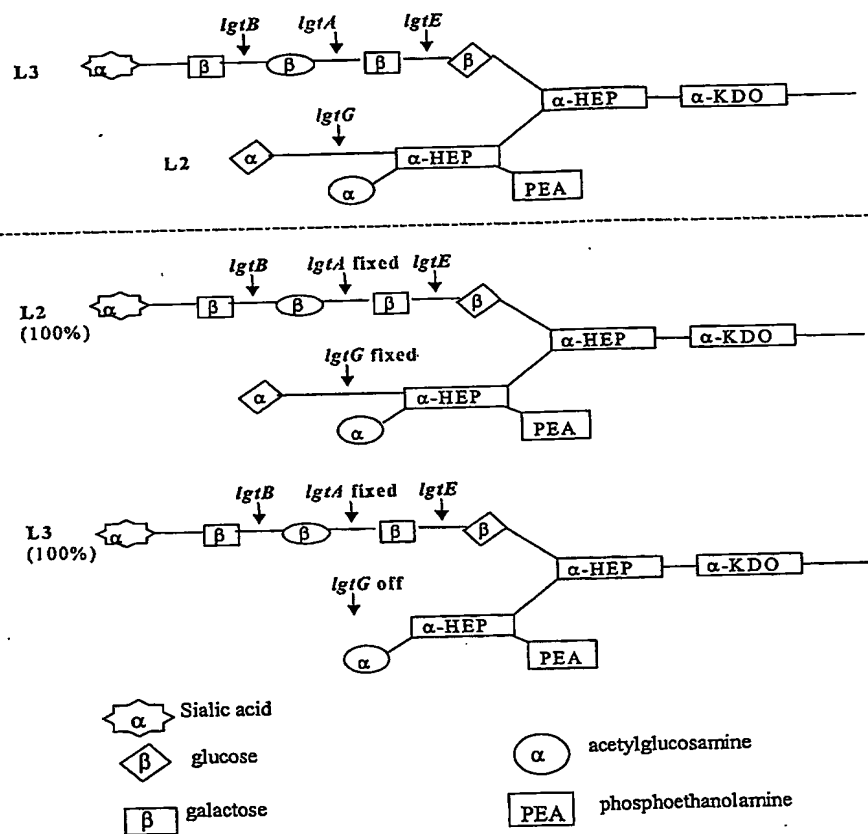 lgtB lgtA lgtE
L3 α β β β β
α-HEP α-KDO
lgtG
L2 α α-HEP
α PEA
lgtB lgtA fixed lgtE
L2 α β β β β
(100%)
α-HEP α-KDO
lgtG fixed
α α-HEP
α PEA
lgtB lgtA fixed lgtE
L3 α β β β β
(100%)
α-HEP α-KDO
lgtG off
α-HEP
α PEA
α Sialic acid
β glucose
β galactose
α acetylglucosamine
PEA phosphoethanolamine